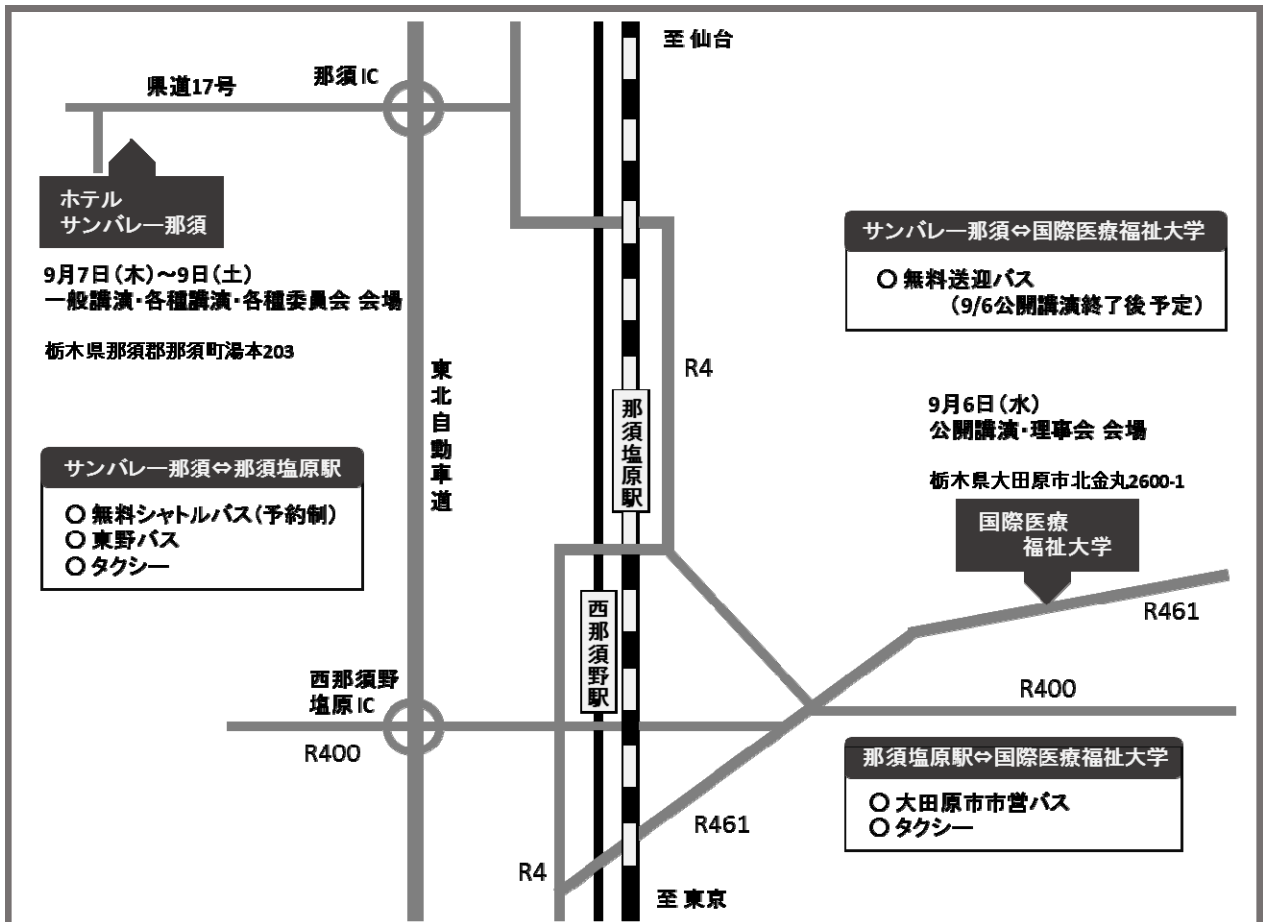 至 仙台
県道17号
那須IC
ホテル
サンバレー那須
9月7日(木)～9日(土)
一般講演・各種講演・各種委員会 会場
栃木県那須郡那須町湯本203
サンバレー那須⇔国際医療福祉大学
○ 無料送迎バス
(9/6公開講演終了後 予定)
R4
東北自動車道
那須塩原駅
9月6日(水)
公開講演・理事会 会場
栃木県大田原市北金丸2600-1
国際医療
福祉大学
サンバレー那須⇔那須塩原駅
○ 無料シャトルバス(予約制)
○ 東野バス
○ タクシー
西那須野駅
R461
西那須野
塩原IC
R400
R400
那須塩原駅⇔国際医療福祉大学
○ 大田原市市営バス
○ タクシー
R461
R4
至 東京